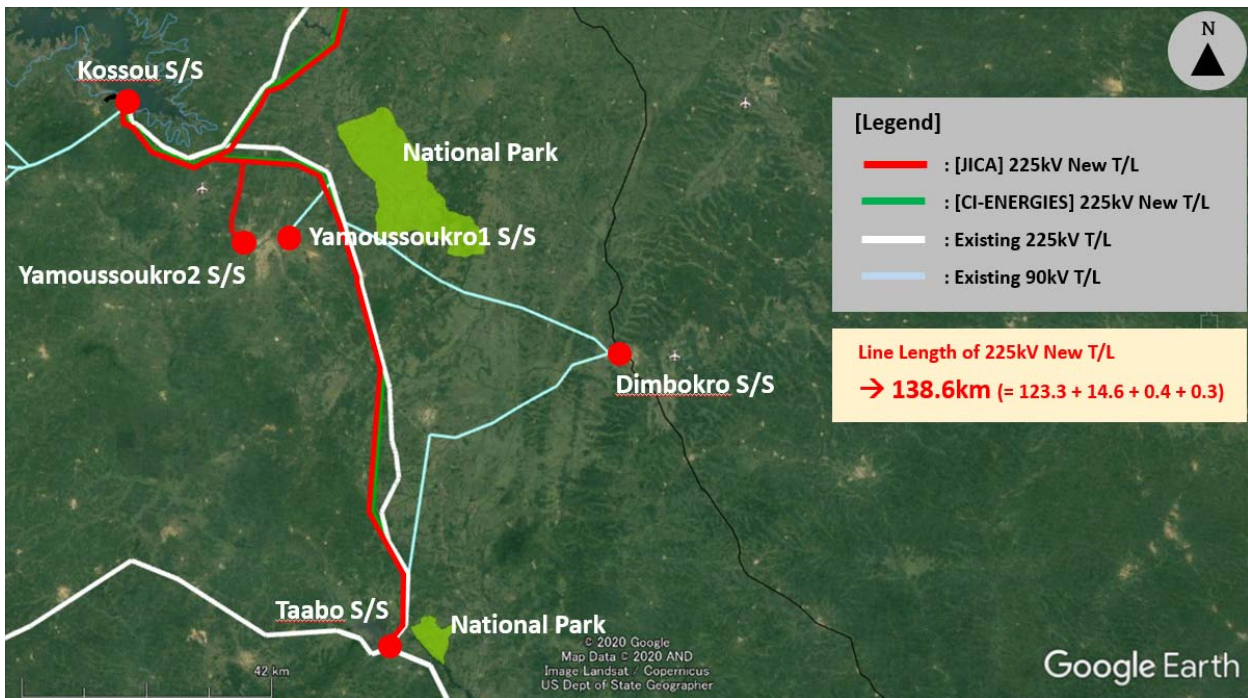 Kossou S/S
National Park
Yamoussoukro1 S/S
Yamoussoukro2 S/S
Dimbokro S/S
Taabo S/S
National Park
N
[Legend]
: [JICA] 225kV New T/L
: [CI-ENERGIES] 225kV New T/L
: Existing 225kV T/L
: Existing 90kV T/L
Line Length of 225kV New T/L
→ 138.6km (= 123.3 + 14.6 + 0.4 + 0.3)
42 km
© 2020 Google
Map Data © 2020 AND
Image Landsat / Copernicus
US Dept of State Geographer
Google Earth